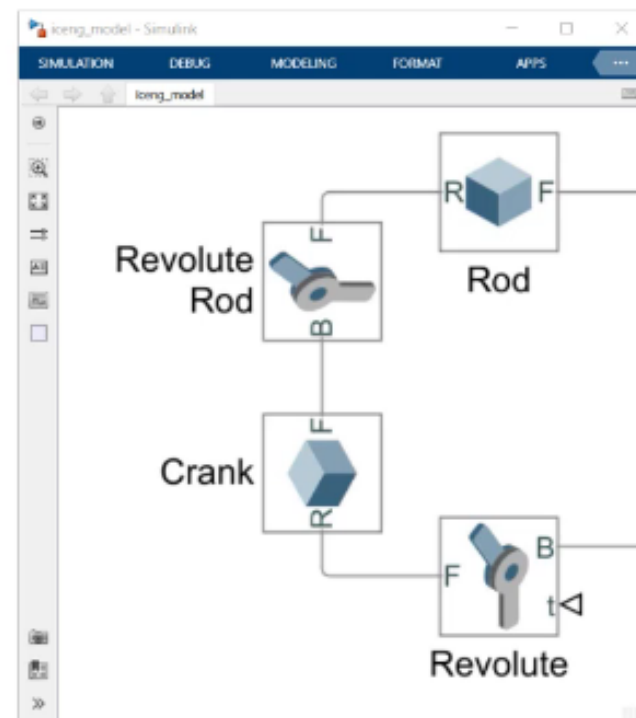 iceng_model - Simulink
SIMULATION DEBUG MODELING FORMAT APPS
iceng_model
R F
Rod
F
Revolute
Rod
B
F
Crank
R
B
F
t
Revolute